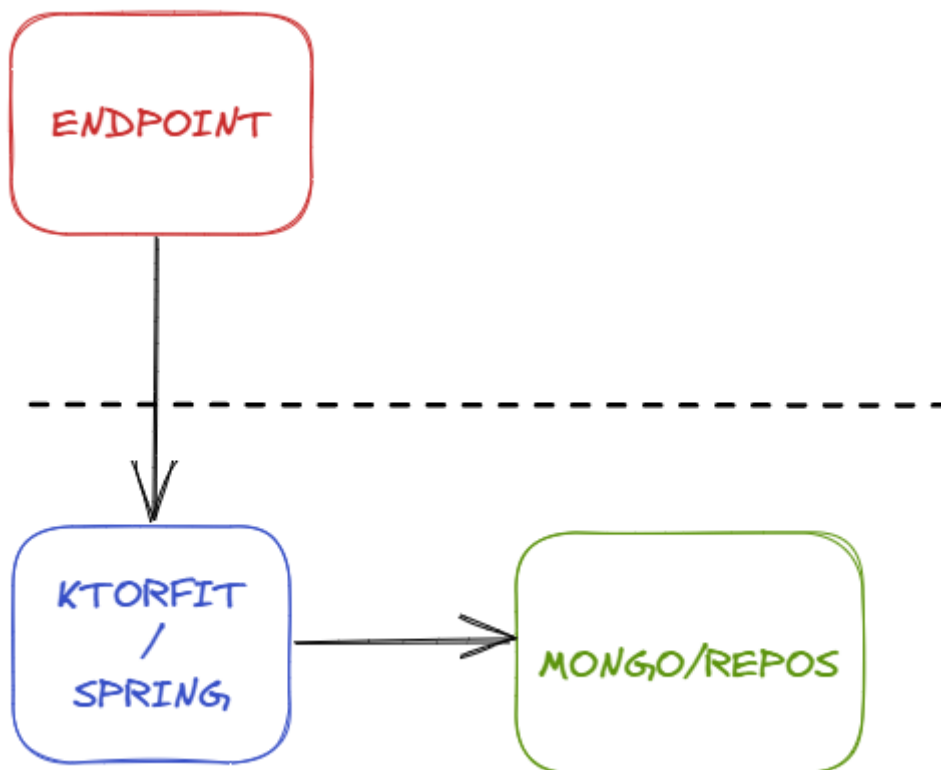 ENDPOINT
KTORFIT
/
SPRING
MONGO/REPOS